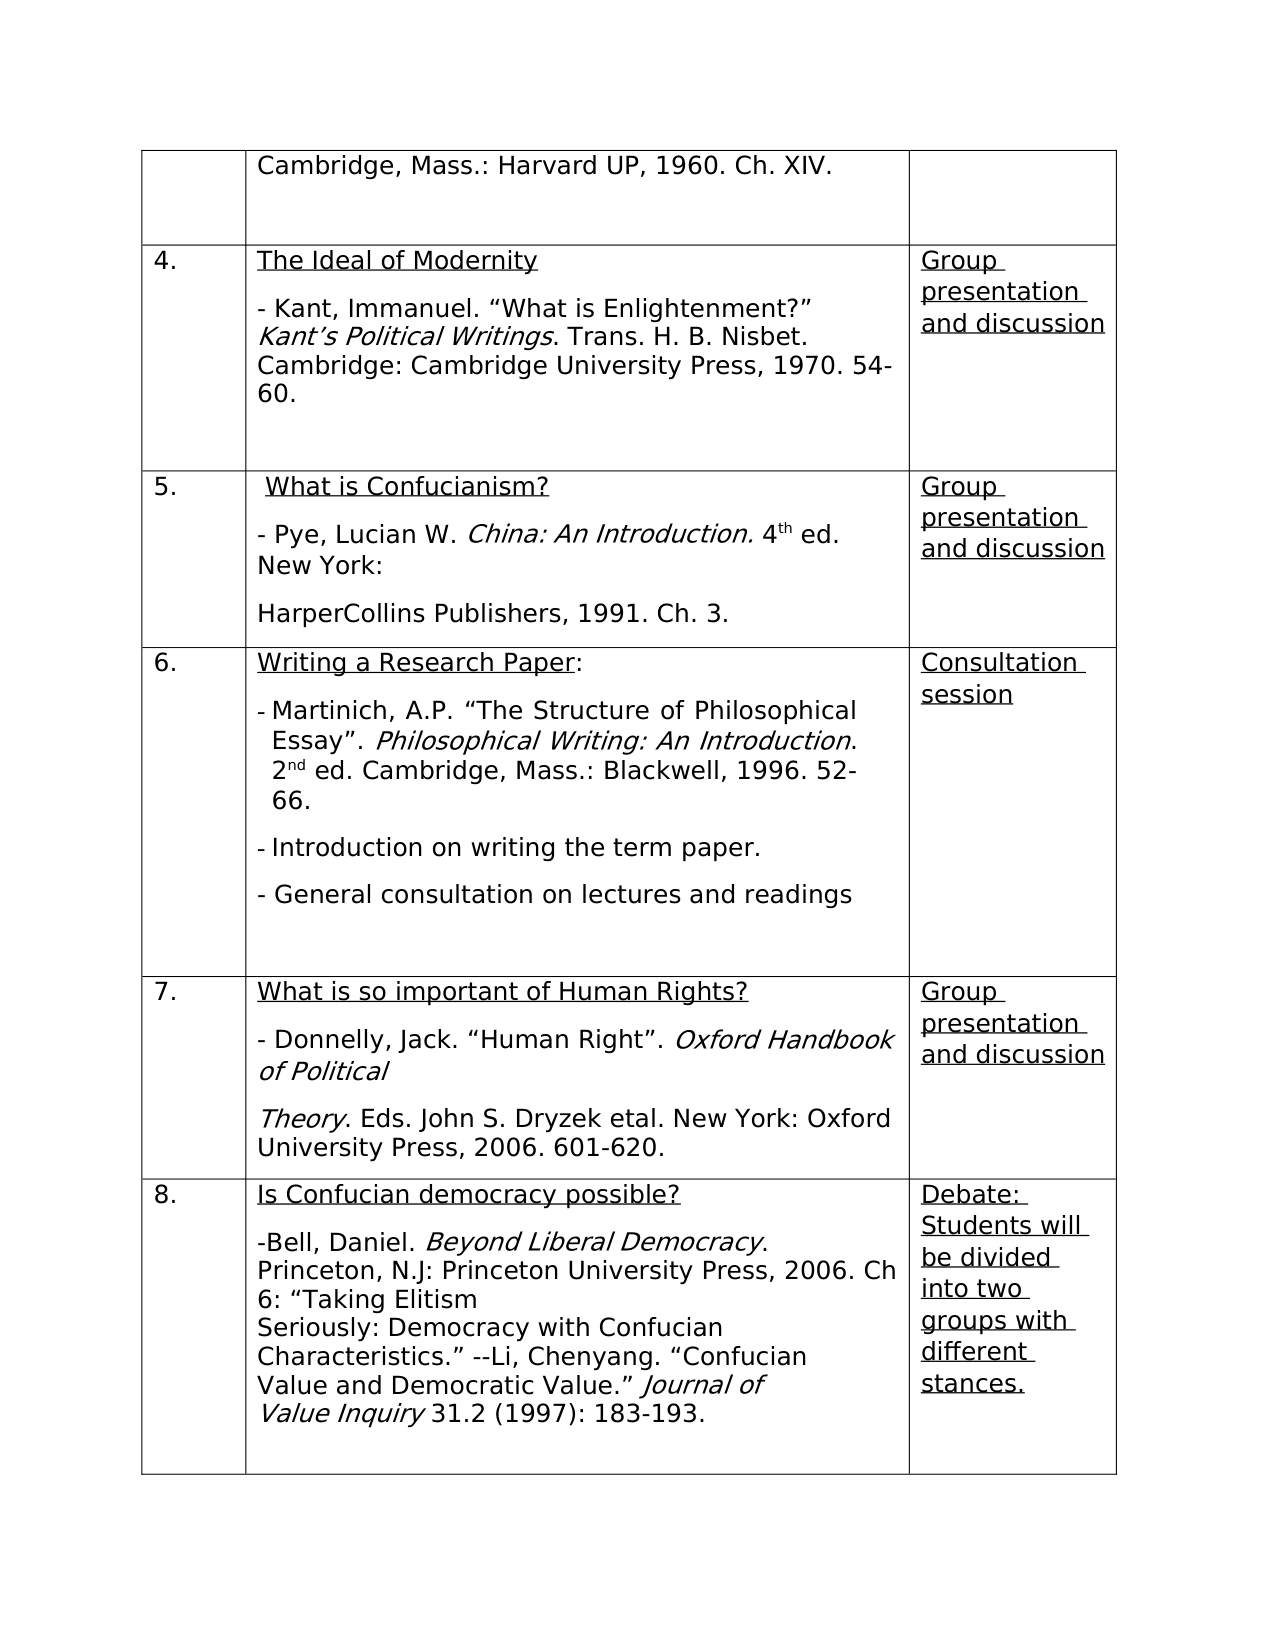 Cambridge, Mass.: Harvard UP, 1960. Ch. XIV.
4.
The Ideal of Modernity
- Kant, Immanuel. “What is Enlightenment?”
Kant’s Political Writings. Trans. H. B. Nisbet.
Cambridge: Cambridge University Press, 1970. 54-
60.
Group
presentation
and discussion
5.
What is Confucianism?
- Pye, Lucian W. China: An Introduction. 4th ed.
New York:
HarperCollins Publishers, 1991. Ch. 3.
Group
presentation
and discussion
6.
Writing a Research Paper:
- Martinich, A.P. “The Structure of Philosophical
Essay”. Philosophical Writing: An Introduction.
2nd ed. Cambridge, Mass.: Blackwell, 1996. 52-
66.
- Introduction on writing the term paper.
- General consultation on lectures and readings
Consultation
session
7.
What is so important of Human Rights?
- Donnelly, Jack. “Human Right”. Oxford Handbook
of Political
Theory. Eds. John S. Dryzek etal. New York: Oxford
University Press, 2006. 601-620.
Group
presentation
and discussion
8.
Is Confucian democracy possible?
-Bell, Daniel. Beyond Liberal Democracy.
Princeton, N.J: Princeton University Press, 2006. Ch
6: “Taking Elitism
Seriously: Democracy with Confucian
Characteristics.” --Li, Chenyang. “Confucian
Value and Democratic Value.” Journal of
Value Inquiry 31.2 (1997): 183-193.
Debate:
Students will
be divided
into two
groups with
different
stances.